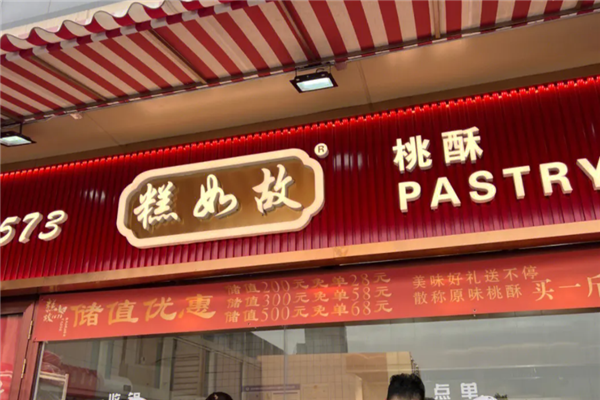 573
糕如故®
桃酥
PASTRY
储值优惠
储值200元免单28元
储值300元免单58元
储值500元免单68元
美味好礼送不停
散称原味桃酥
买一斤